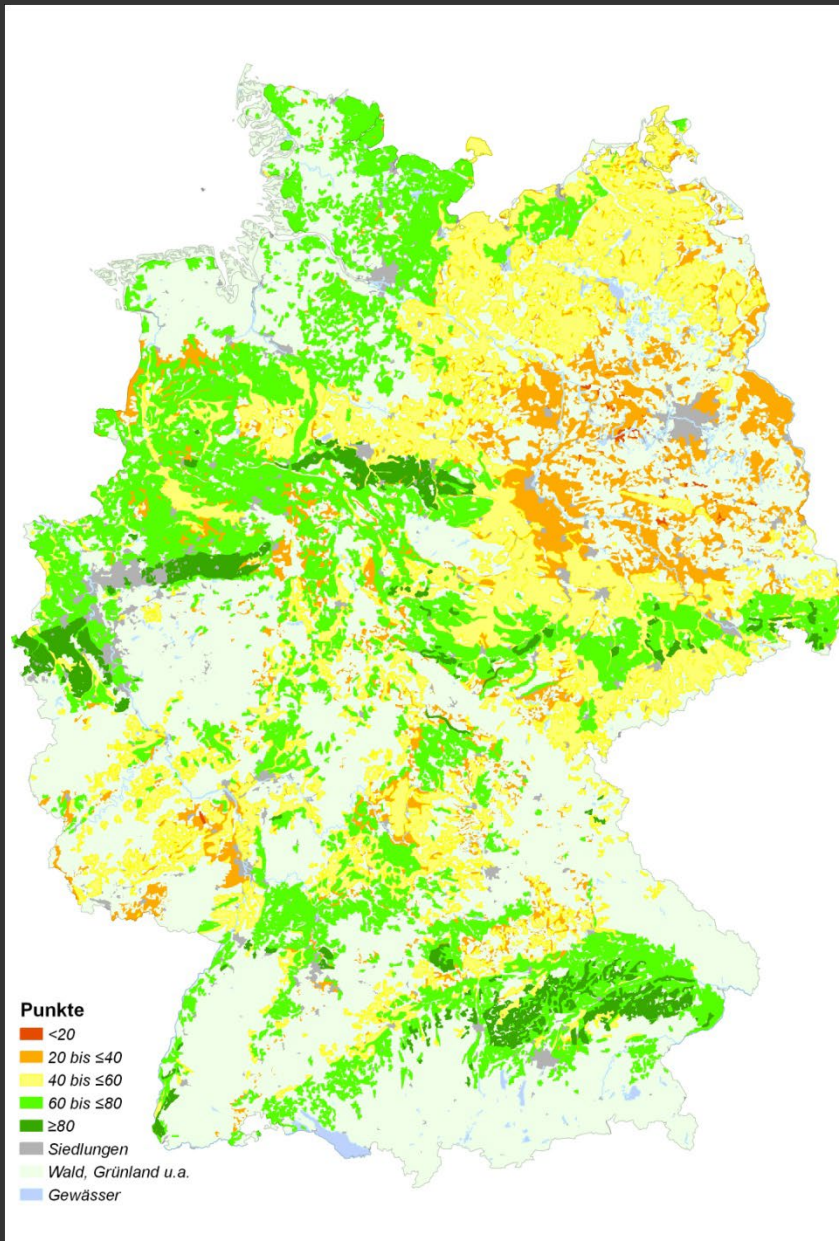 Punkte
<20
20 bis ≤40
40 bis ≤60
60 bis ≤80
≥80
Siedlungen
Wald, Grünland u.a.
Gewässer